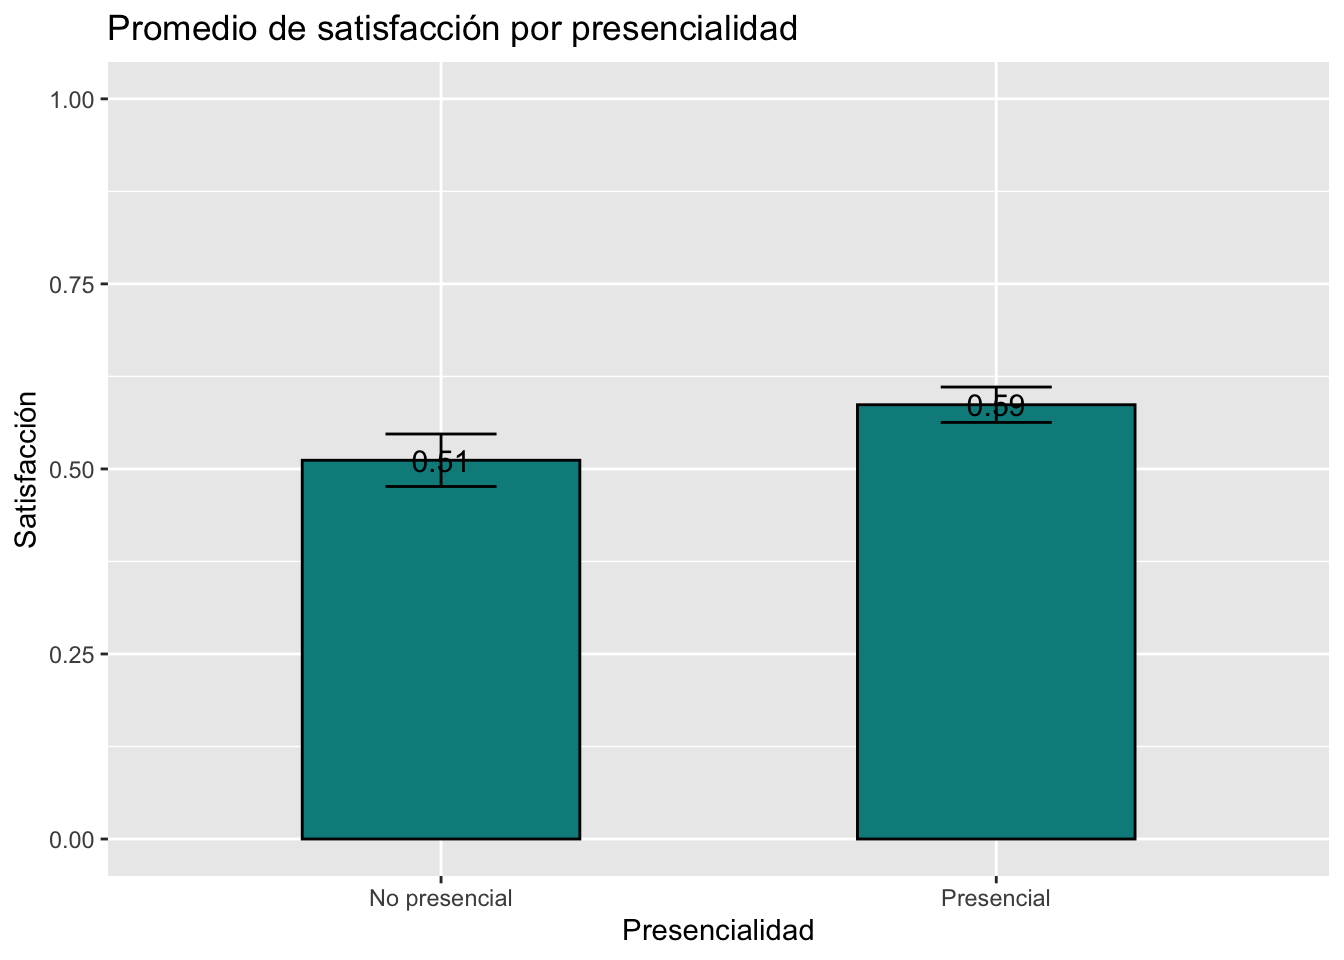 Promedio de satisfacción por presencialidad
Satisfacción
1.00
0.75
0.50
0.25
0.00
0.51
0.59
No presencial
Presencial
Presencialidad